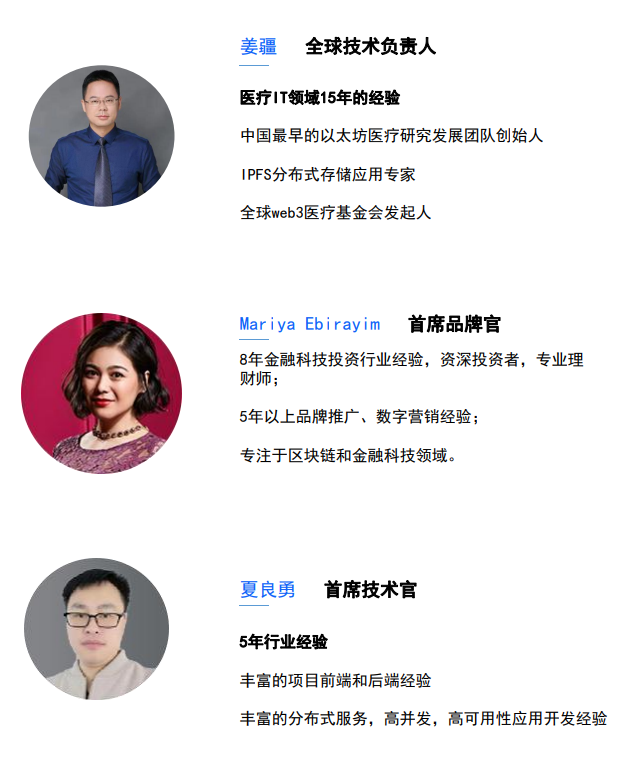 姜疆 全球技术负责人
医疗IT领域15年的经验
中国最早的以太坊医疗研究发展团队创始人
IPFS分布式存储应用专家
全球web3医疗基金会发起人
Mariya Ebirayim 首席品牌官
8年金融科技投资行业经验，资深投资者，专业理
财师；
5年以上品牌推广、数字营销经验；
专注于区块链和金融科技领域。
夏良勇 首席技术官
5年行业经验
丰富的项目前端和后端经验
丰富的分布式服务，高并发，高可用性应用开发经验